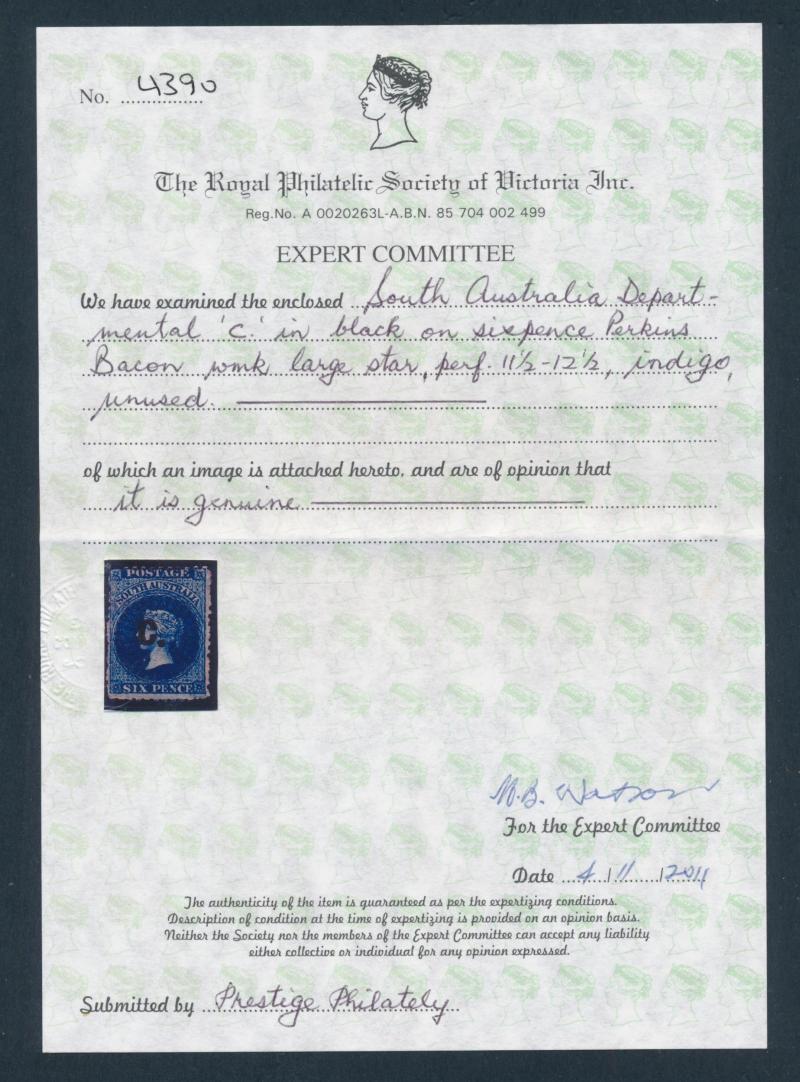 No. 4390
The Royal Philatelic Society of Victoria Inc.
Reg.No. A 0020263L-A.B.N. 85 704 002 499
EXPERT COMMITTEE
We have examined the enclosed South Australia Depart-
mental 'C.' in black on sixpence Perkins
Bacon wmk large star, perf. 11½-12½, indigo,
unused.
of which an image is attached hereto, and are of opinion that
it is genuine
POSTAGE
SOUTH AUSTRALIA
C.
SIX PENCE
M.B. Watson
For the Expert Committee
Date 4/11/2011
The authenticity of the item is guaranteed as per the expertizing conditions.
Description of condition at the time of expertizing is provided on an opinion basis.
Neither the Society nor the members of the Expert Committee can accept any liability
either collective or individual for any opinion expressed.
Submitted by Prestige Philately